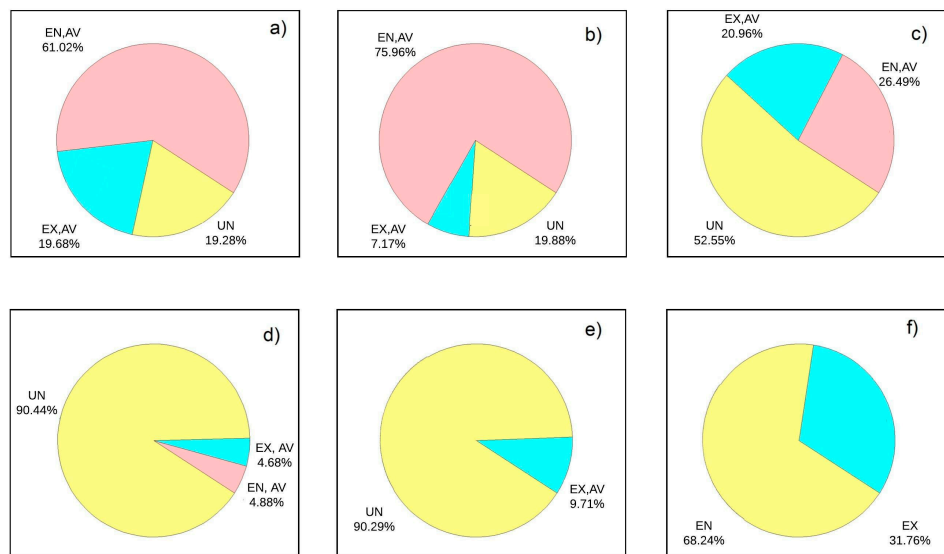 a)
EN,AV
61.02%
EX,AV
19.68%
UN
19.28%
b)
EN,AV
75.96%
EX,AV
7.17%
UN
19.88%
c)
EX,AV
20.96%
EN,AV
26.49%
UN
52.55%
d)
UN
90.44%
EX, AV
4.68%
EN, AV
4.88%
e)
EX,AV
9.71%
UN
90.29%
f)
EN
68.24%
EX
31.76%